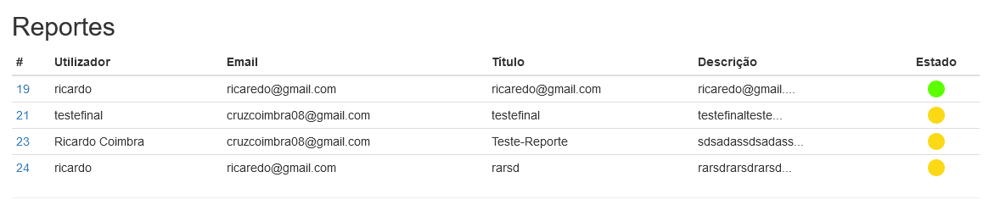 Reportes
# Utilizador Email Título Descrição Estado
19 ricardo ricaredo@gmail.com ricaredo@gmail.com ricaredo@gmail....
21 testefinal cruzcoimbra08@gmail.com testefinal testefinalteste...
23 Ricardo Coimbra cruzcoimbra08@gmail.com Teste-Reporte sdsadassdsadass...
24 ricardo ricaredo@gmail.com rarsd rarsdrarsdrarsd...